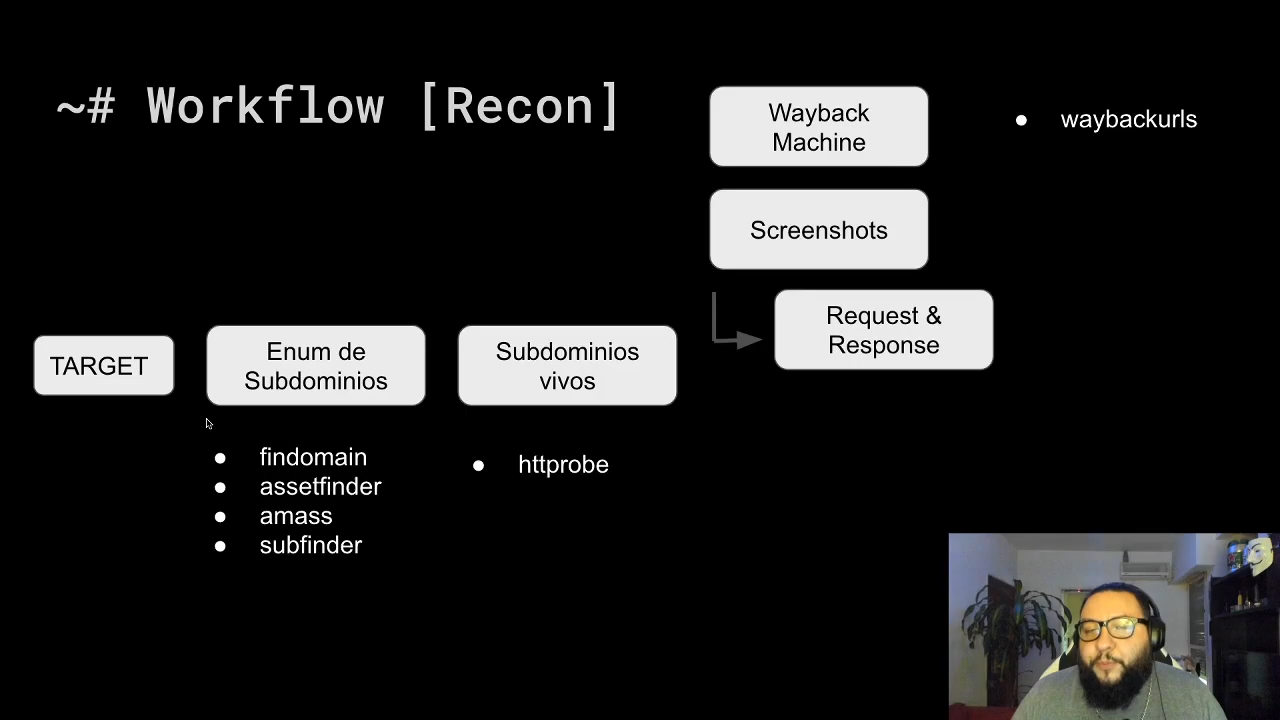 ~# Workflow [Recon]
Wayback
Machine
● waybackurls
Screenshots
Request &
Response
TARGET
Enum de
Subdominios
Subdominios
vivos
● findomain
● assetfinder
● amass
● subfinder
● httprobe